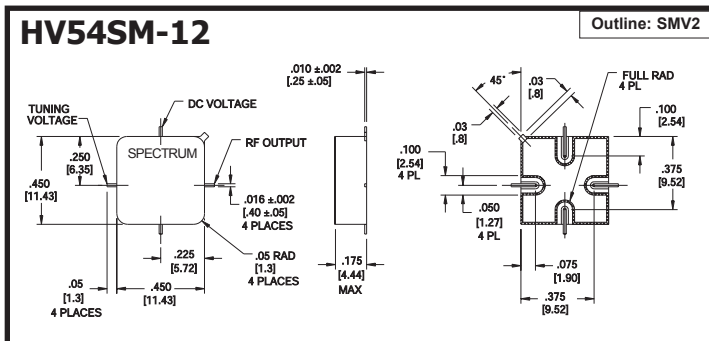 HV54SM-12
Outline: SMV2
.010 ±.002
[.25 ±.05]
45°
.03
[.8]
FULL RAD
4 PL
TUNING
VOLTAGE
DC VOLTAGE
.03
[.8]
.100
[2.54]
SPECTRUM
RF OUTPUT
.250
[6.35]
.100
[2.54]
4 PL
.375
[9.52]
.450
[11.43]
.016 ±.002
[.40 ±.05]
4 PLACES
.050
[1.27]
4 PL
.225
[5.72]
.05 RAD
[1.3]
4 PLACES
.175
[4.44]
MAX
.075
[1.90]
.05
[1.3]
4 PLACES
.450
[11.43]
.375
[9.52]